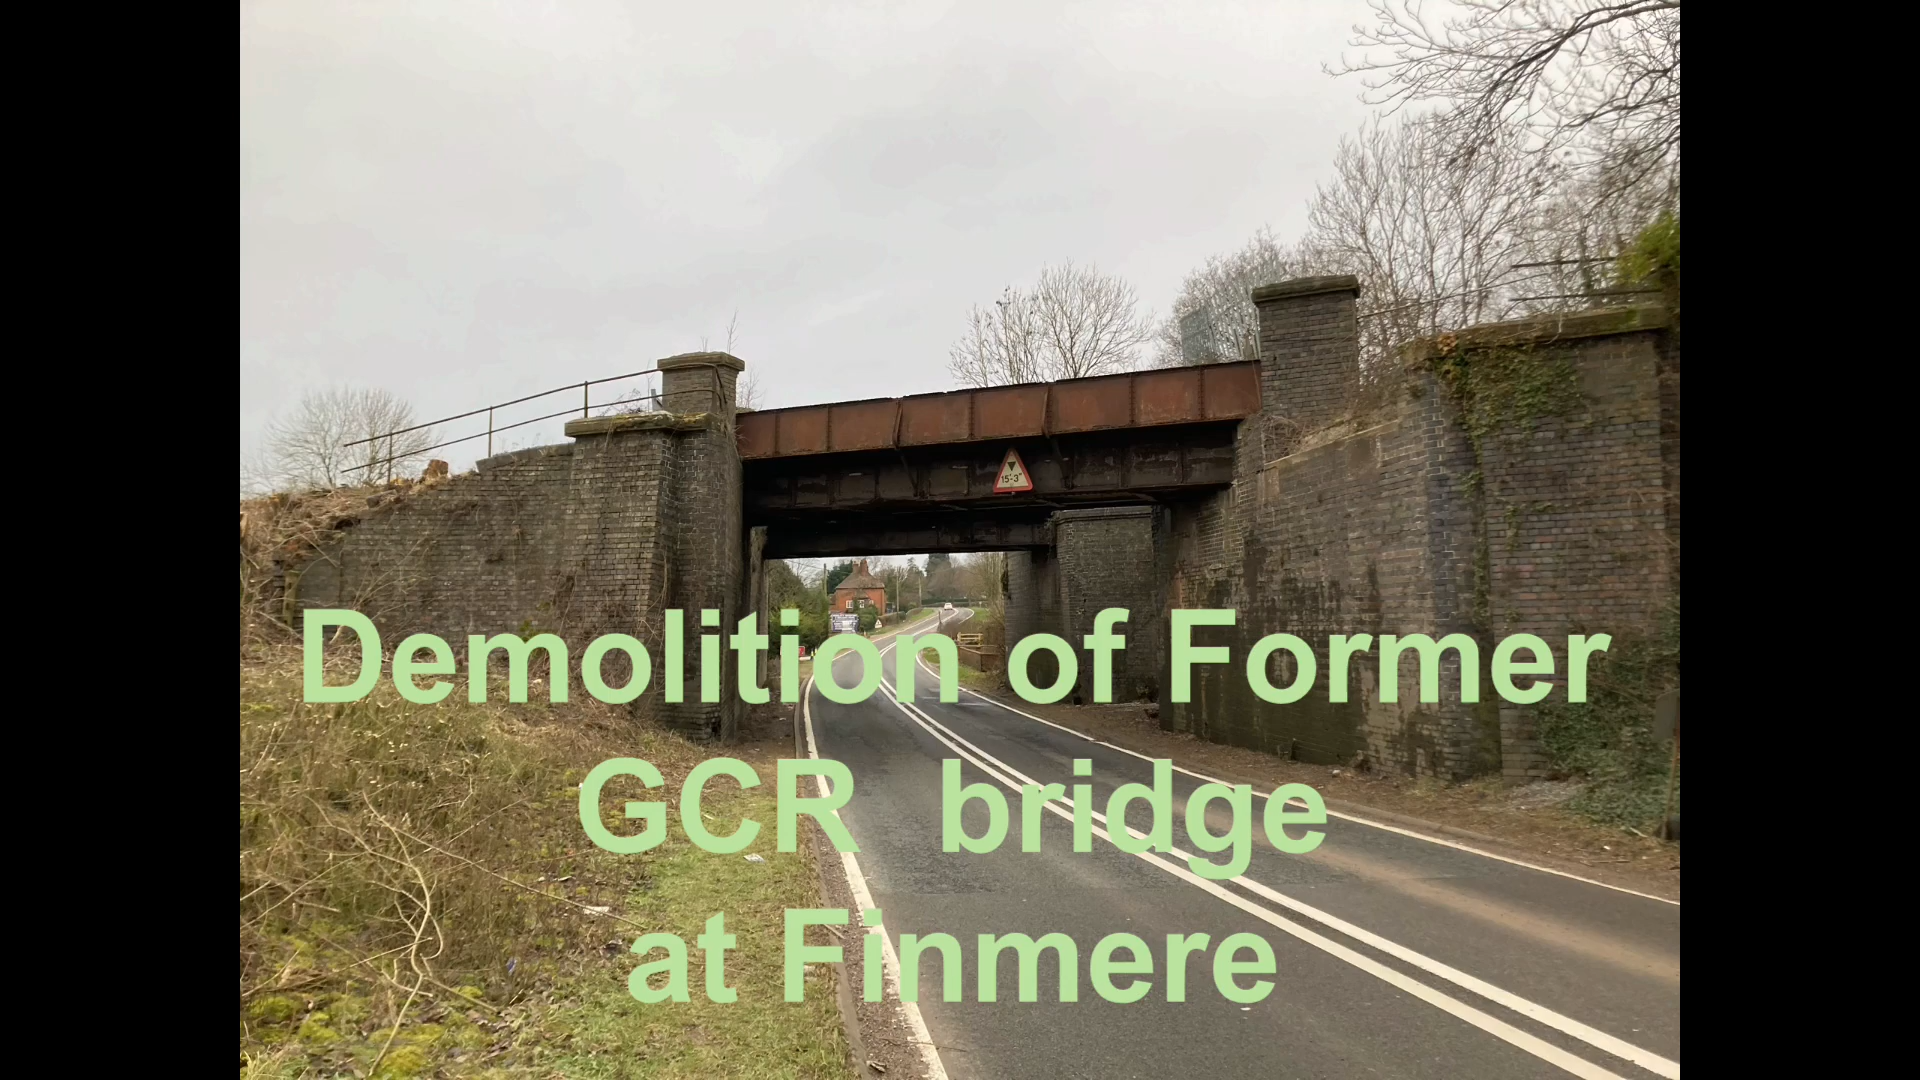 15'-3"
Demolition of Former
GCR bridge
at Finmere